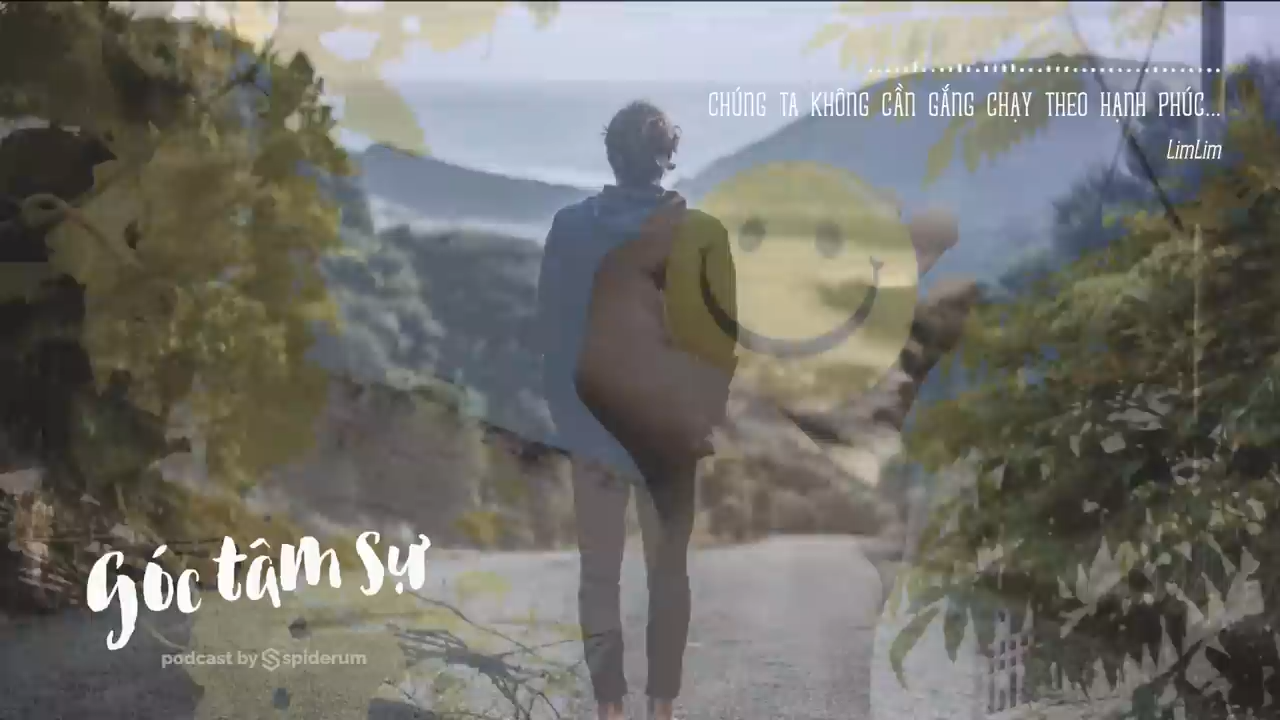 CHÚNG TA KHÔNG CẦN GẮNG CHẠY THEO HẠNH PHÚC...
LimLim
Góc tâm sự
podcast by spiderum